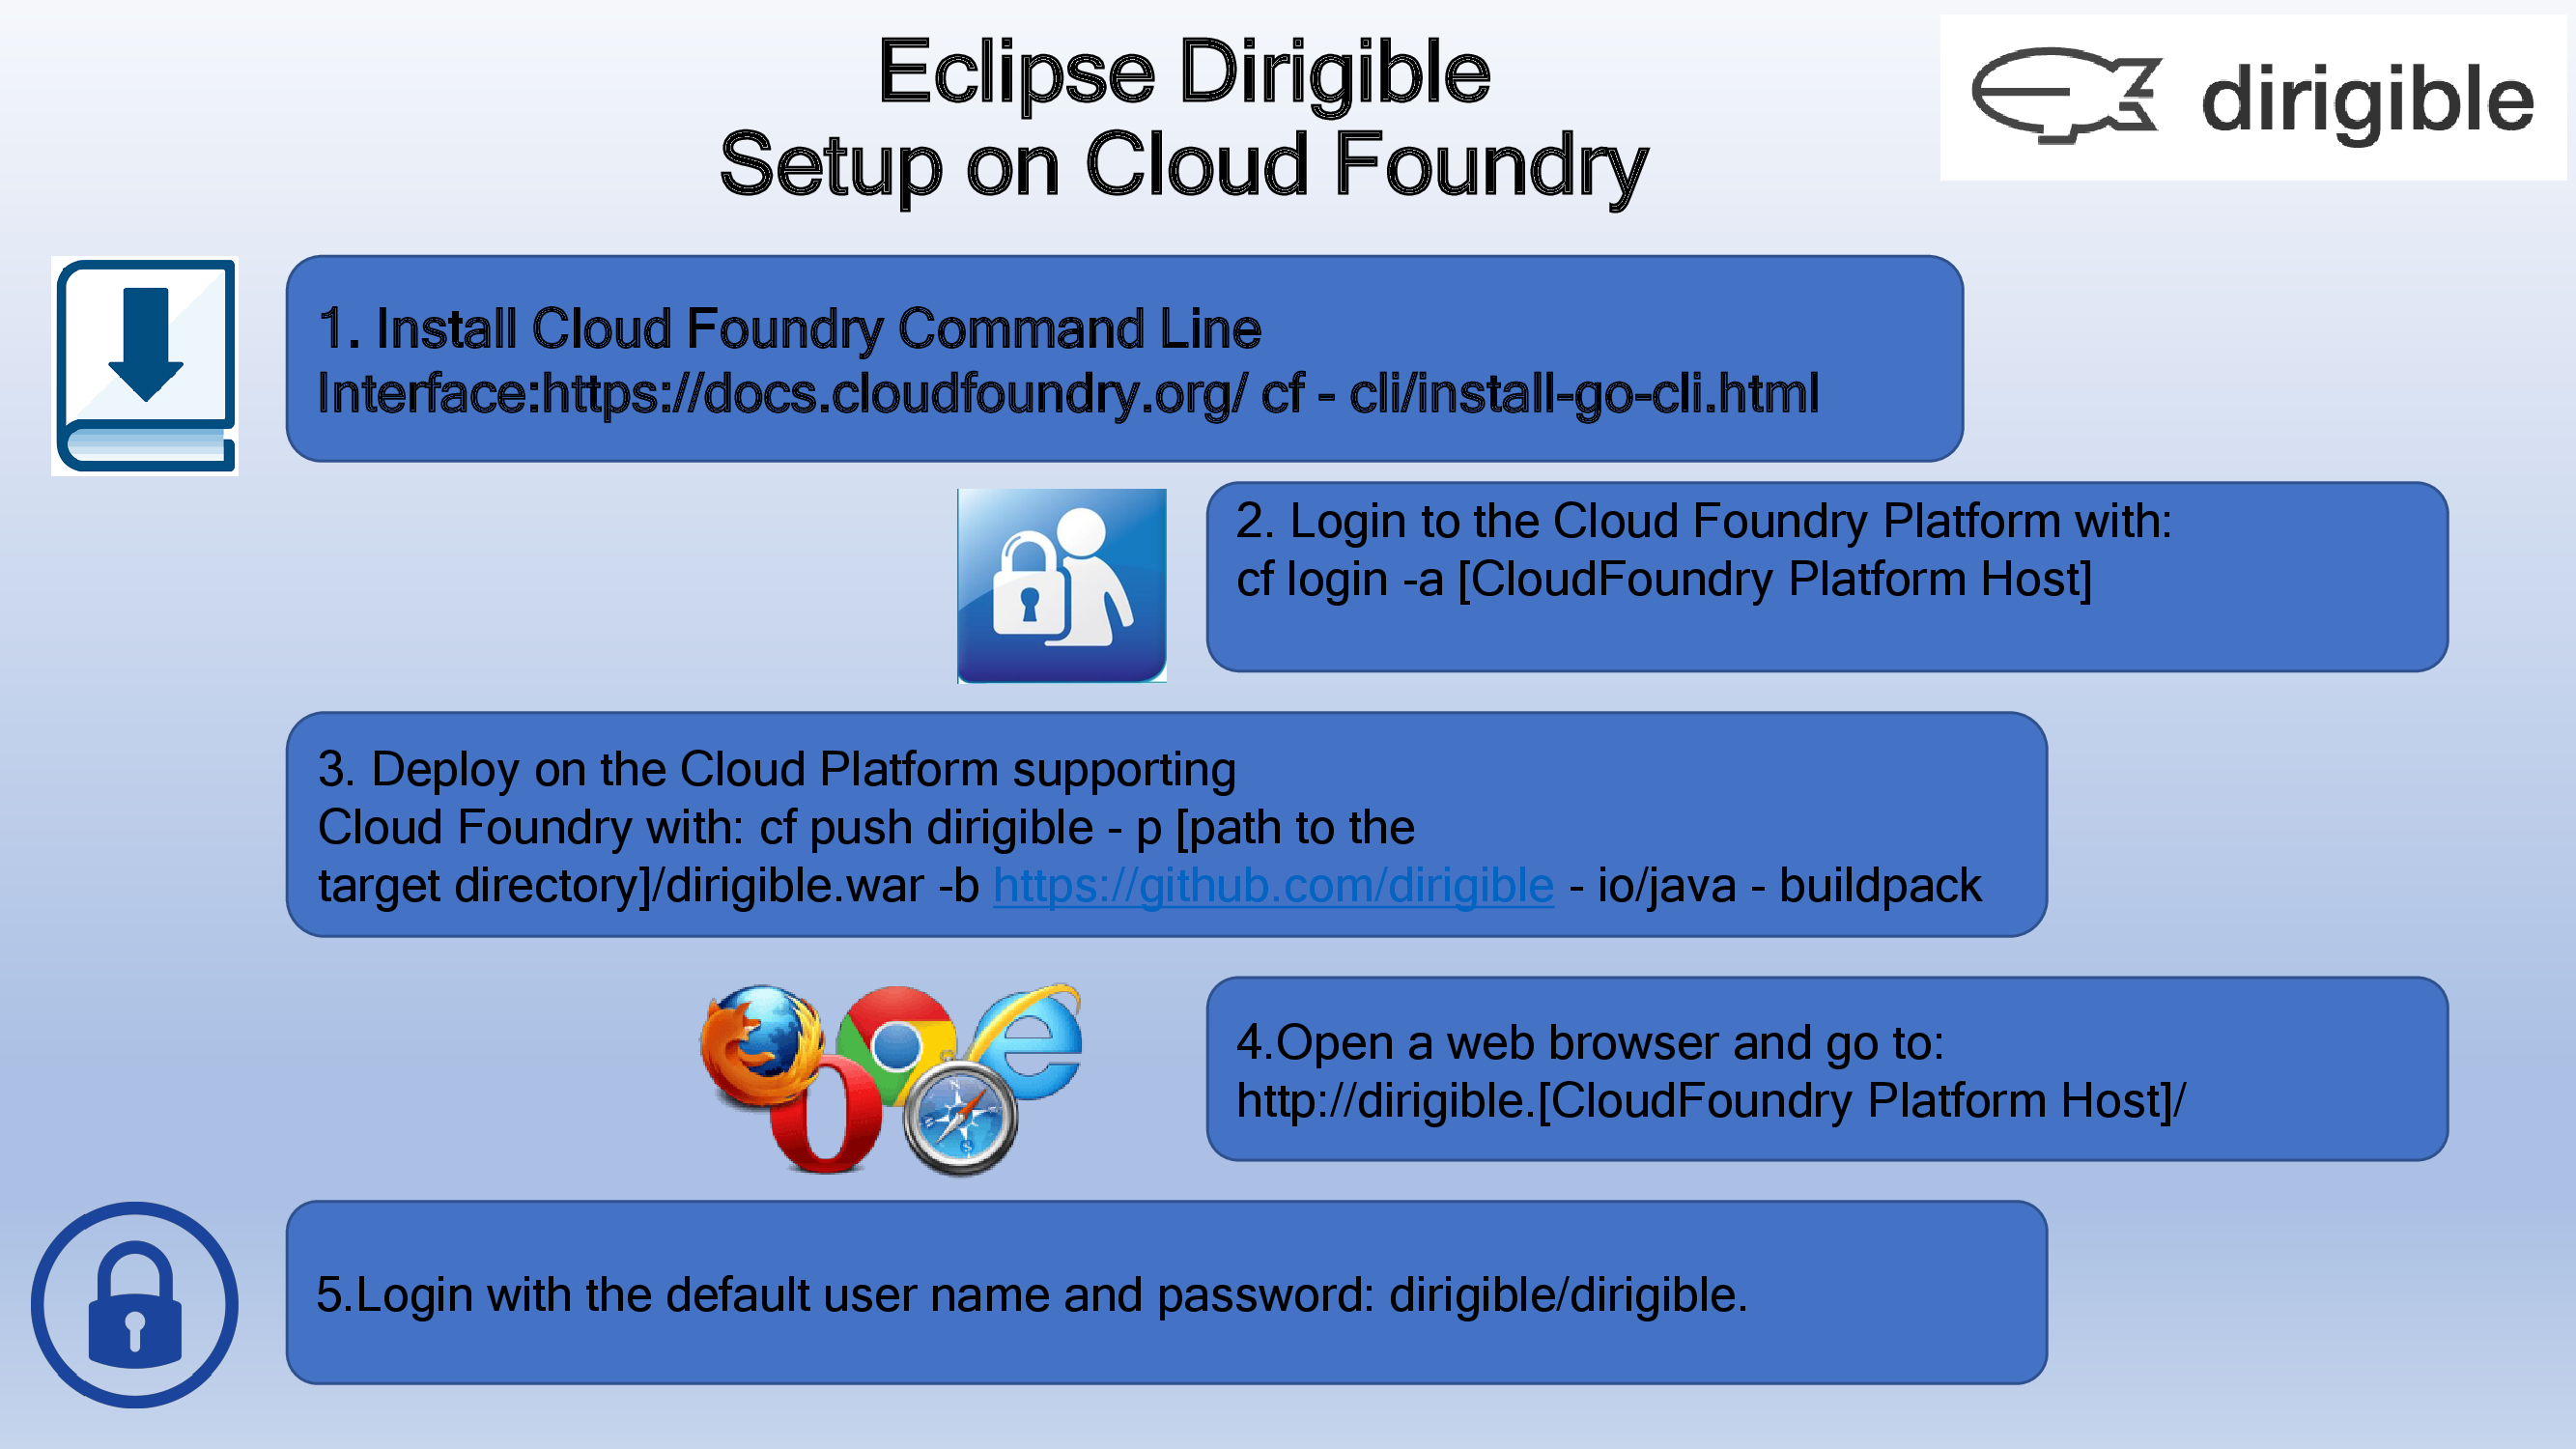 Eclipse Dirigible
Setup on Cloud Foundry
dirigible
1. Install Cloud Foundry Command Line
Interface:https://docs.cloudfoundry.org/ cf - cli/install-go-cli.html
2. Login to the Cloud Foundry Platform with:
cf login -a [CloudFoundry Platform Host]
3. Deploy on the Cloud Platform supporting
Cloud Foundry with: cf push dirigible - p [path to the
target directory]/dirigible.war -b https://github.com/dirigible - io/java - buildpack
4.Open a web browser and go to:
http://dirigible.[CloudFoundry Platform Host]/
5.Login with the default user name and password: dirigible/dirigible.